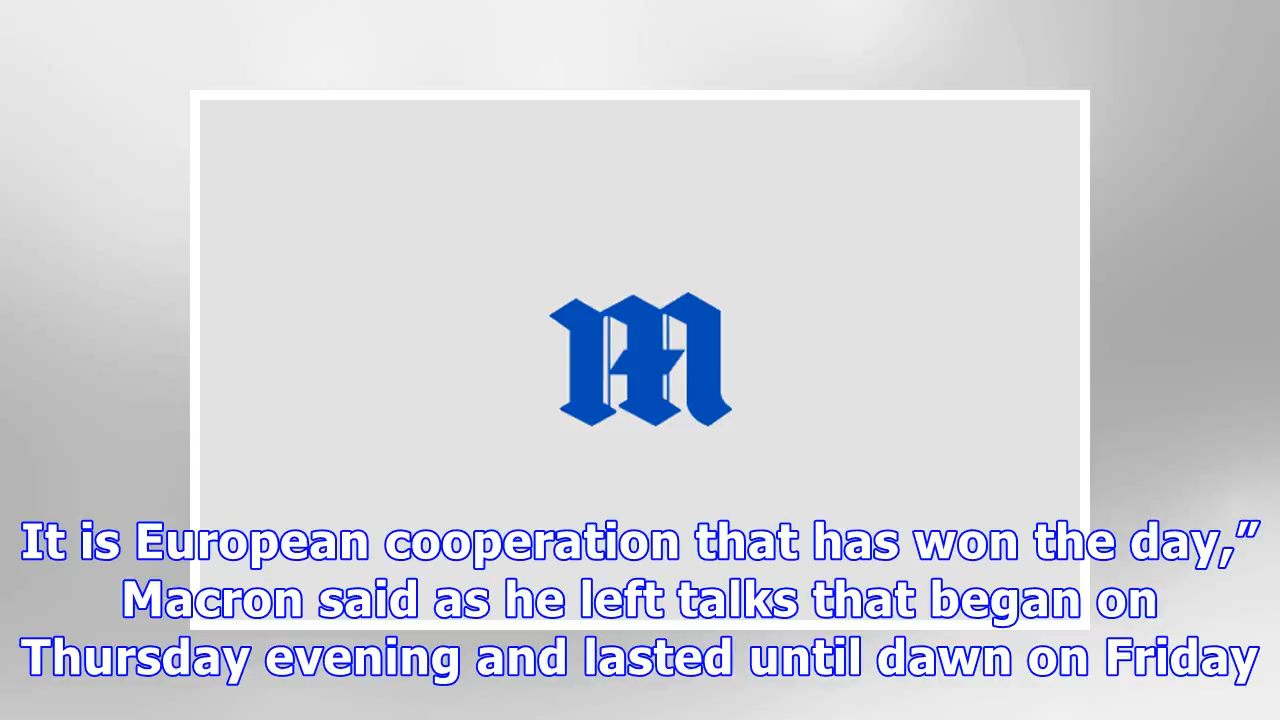 m
It is European cooperation that has won the day,”
Macron said as he left talks that began on
Thursday evening and lasted until dawn on Friday